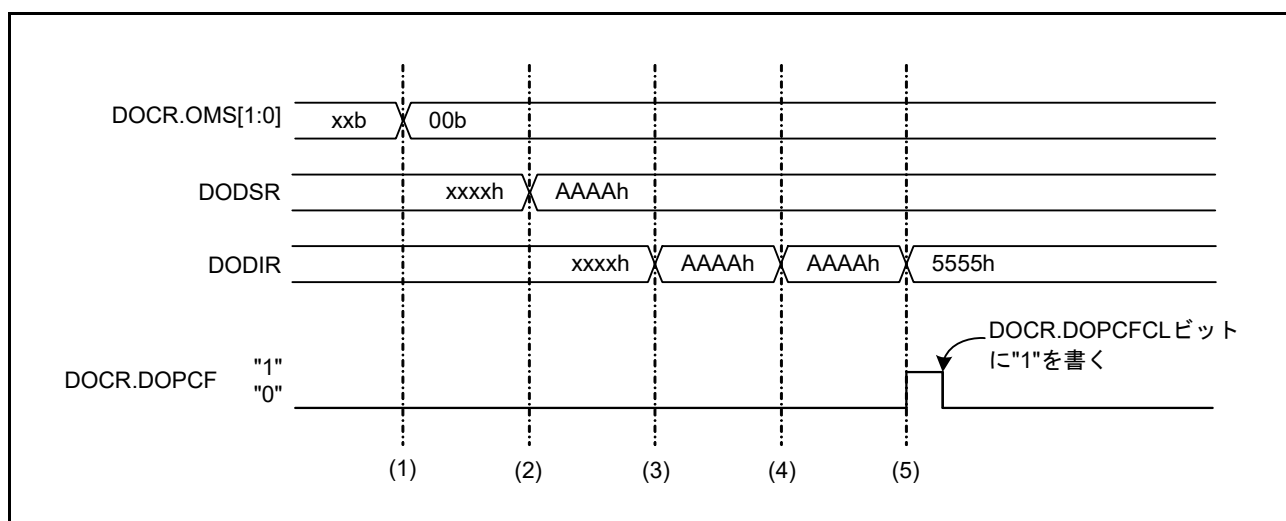 DOCR.OMS[1:0] xxb 00b
DODSR xxxxh AAAAh
DODIR xxxxh AAAAh AAAAh 5555h
DOCR.DOPCFCLビット
に"1"を書く
DOCR.DOPCF "1"
"0"
(1) (2) (3) (4) (5)